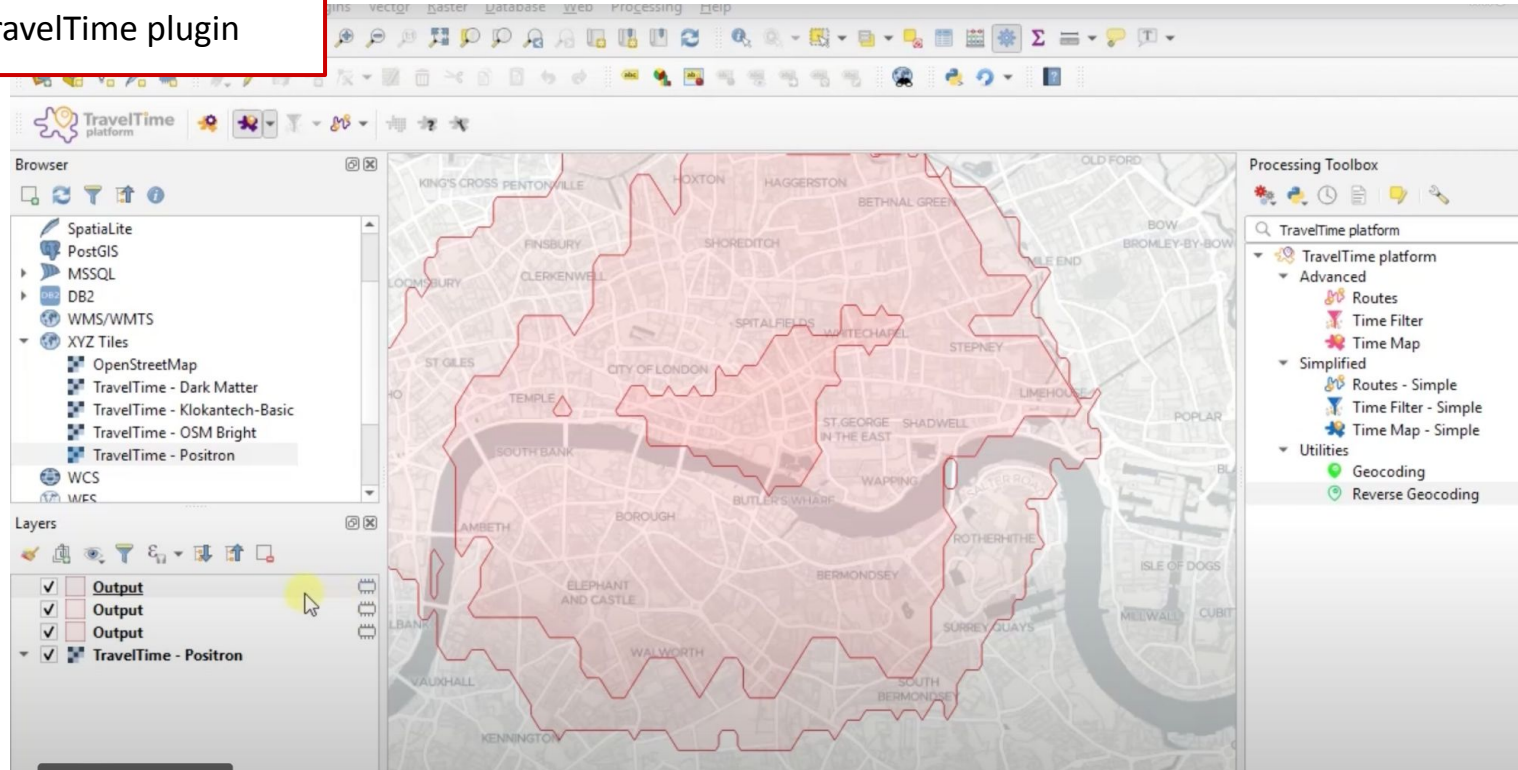 ravelTime plugin
Vector Raster Database Web Processing Help
TravelTime
platform
Browser
SpatiaLite
PostGIS
MSSQL
DB2
WMS/WMTS
XYZ Tiles
OpenStreetMap
TravelTime - Dark Matter
TravelTime - Klokantech-Basic
TravelTime - OSM Bright
TravelTime - Positron
WCS
WFS
Layers
Output
Output
Output
TravelTime - Positron
OLD FORD
KING'S CROSS PENTONVILLE
HOXTON
HAGGERSTON
BETHNAL GREEN
BOW
BROMLEY-BY-BOW
FINSBURY
SHOREDITCH
MILE END
CLERKENWELL
SPITALFIELDS
WHITECHAPEL
STEPNEY
ST GILES
CITY OF LONDON
TEMPLE
LIMEHOUSE
ST GEORGE
IN THE EAST
SHADWELL
POPLAR
SOUTH BANK
WAPPING
SALTER ROAD
BUTLER'S WHARF
BOROUGH
LAMBETH
ROTHERHITHE
ISLE OF DOGS
BERMONDSEY
ELEPHANT
AND CASTLE
MILLWALL
CUBIT
SURREY QUAYS
WALWORTH
VAUXHALL
SOUTH
BERMONDSEY
KENNINGTON
Processing Toolbox
TravelTime platform
TravelTime platform
Advanced
Routes
Time Filter
Time Map
Simplified
Routes - Simple
Time Filter - Simple
Time Map - Simple
Utilities
Geocoding
Reverse Geocoding